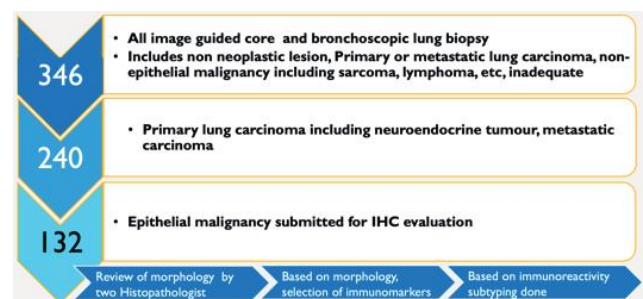 346
• All image guided core and bronchoscopic lung biopsy
• Includes non neoplastic lesion, Primary or metastatic lung carcinoma, non-
epithelial malignancy including sarcoma, lymphoma, etc, inadequate
240
• Primary lung carcinoma including neuroendocrine tumour, metastatic
carcinoma
132
• Epithelial malignancy submitted for IHC evaluation
Review of morphology by
two Histopathologist
Based on morphology,
selection of immunomarkers
Based on immunoreactivity
subtyping done